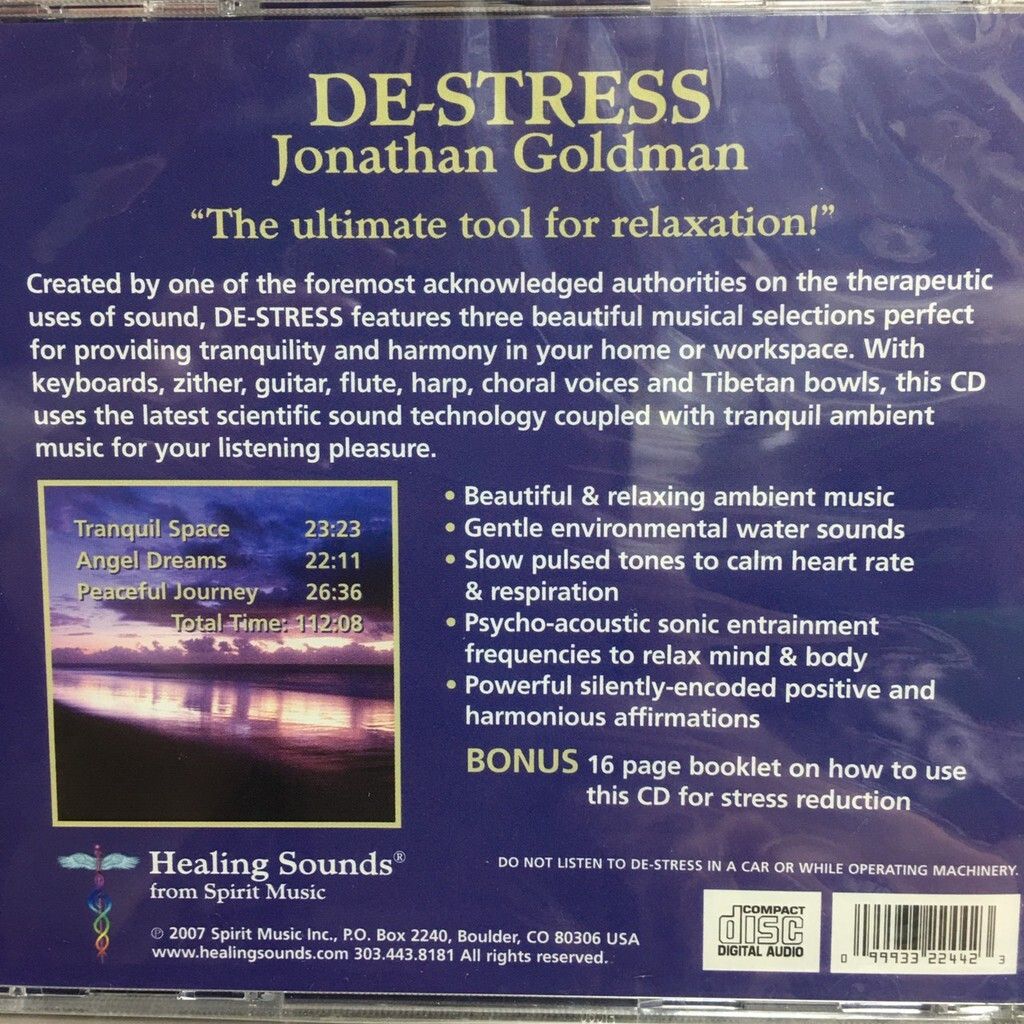 DE-STRESS
Jonathan Goldman
“The ultimate tool for relaxation!”
Created by one of the foremost acknowledged authorities on the therapeutic
uses of sound, DE-STRESS features three beautiful musical selections perfect
for providing tranquility and harmony in your home or workspace. With
keyboards, zither, guitar, flute, harp, choral voices and Tibetan bowls, this CD
uses the latest scientific sound technology coupled with tranquil ambient
music for your listening pleasure.
Tranquil Space 23:23
Angel Dreams 22:11
Peaceful Journey 26:36
Total Time: 112:08
• Beautiful & relaxing ambient music
• Gentle environmental water sounds
• Slow pulsed tones to calm heart rate
& respiration
• Psycho-acoustic sonic entrainment
frequencies to relax mind & body
• Powerful silently-encoded positive and
harmonious affirmations
BONUS 16 page booklet on how to use
this CD for stress reduction
Healing Sounds®
from Spirit Music
DO NOT LISTEN TO DE-STRESS IN A CAR OR WHILE OPERATING MACHINERY.
℗ 2007 Spirit Music Inc., P.O. Box 2240, Boulder, CO 80306 USA
www.healingsounds.com 303.443.8181 All rights reserved.
COMPACT
disc
DIGITAL AUDIO
0 99933 22442 3